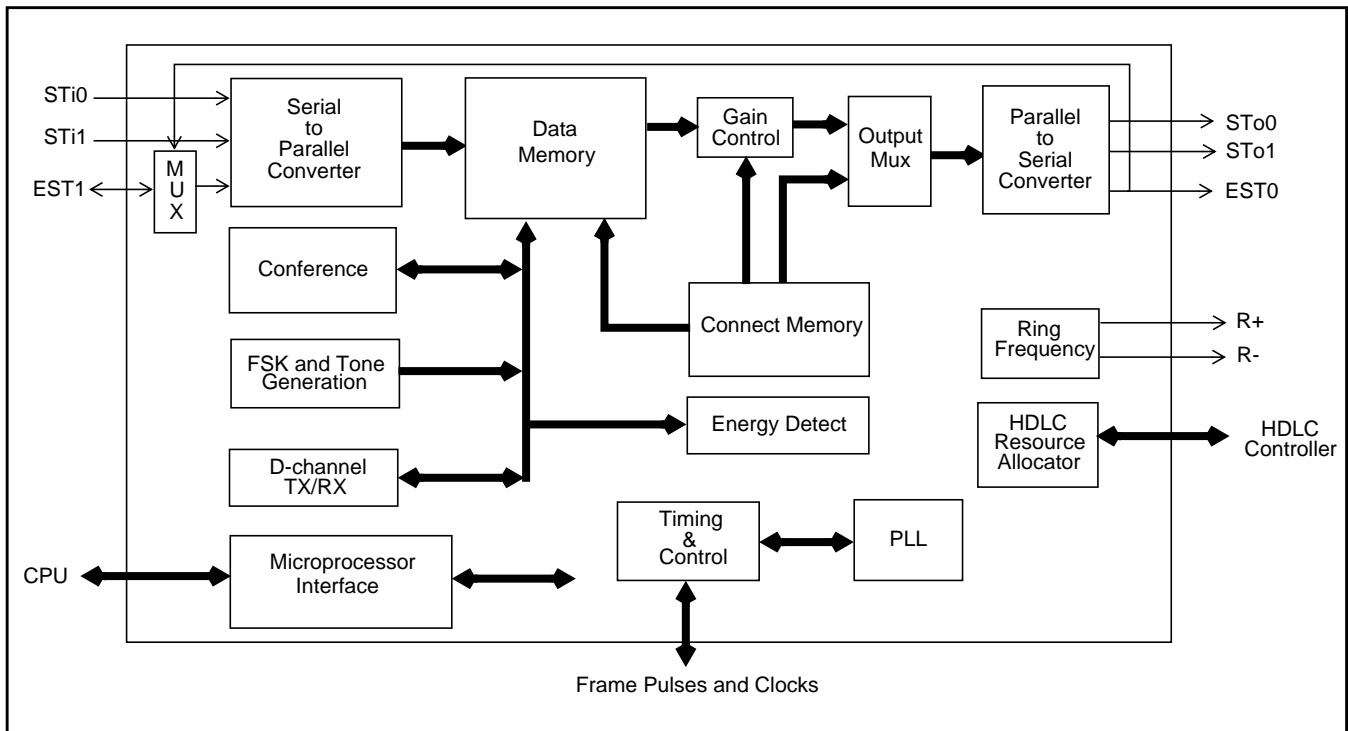 STi0
STi1
EST1
M
U
X
Serial
to
Parallel
Converter
Data
Memory
Gain
Control
Output
Mux
Parallel
to
Serial
Converter
STo0
STo1
EST0
Conference
Connect Memory
Ring
Frequency
R+
R-
FSK and Tone
Generation
Energy Detect
HDLC
Resource
Allocator
HDLC
Controller
D-channel
TX/RX
Timing
&
Control
PLL
CPU
Microprocessor
Interface
Frame Pulses and Clocks